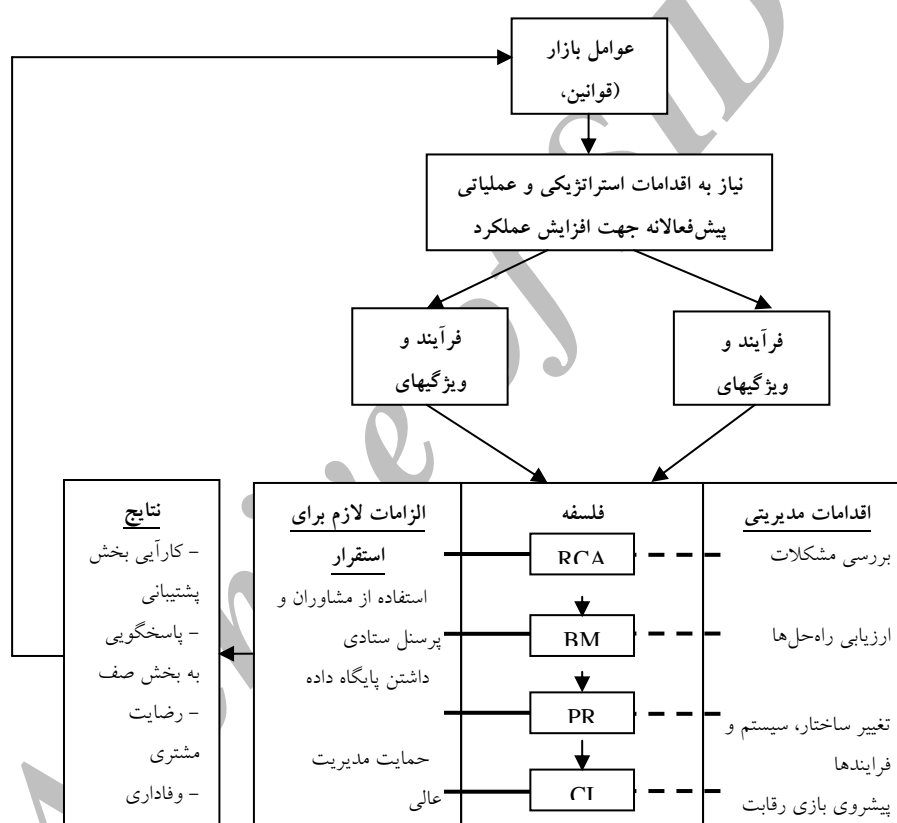 عوامل بازار
(قوانین،
نیاز به اقدامات استراتژیکی و عملیاتی
پیش‌فعالانه جهت افزایش عملکرد
فرآیند و
ویژگیهای
فرآیند و
ویژگیهای
اقدامات مدیریتی
بررسی مشکلات
ارزیابی راه‌حل‌ها
تغییر ساختار، سیستم و
فرایندها
پیشروی بازی رقابت
فلسفه
RCA
BM
PR
CI
الزامات لازم برای
استقرار
استفاده از مشاوران و
پرسنل ستادی
داشتن پایگاه داده
حمایت مدیریت
عالی
نتایج
- کارآیی بخش
پشتیبانی
- پاسخگویی
به بخش صف
- رضایت
مشتری
- وفاداری